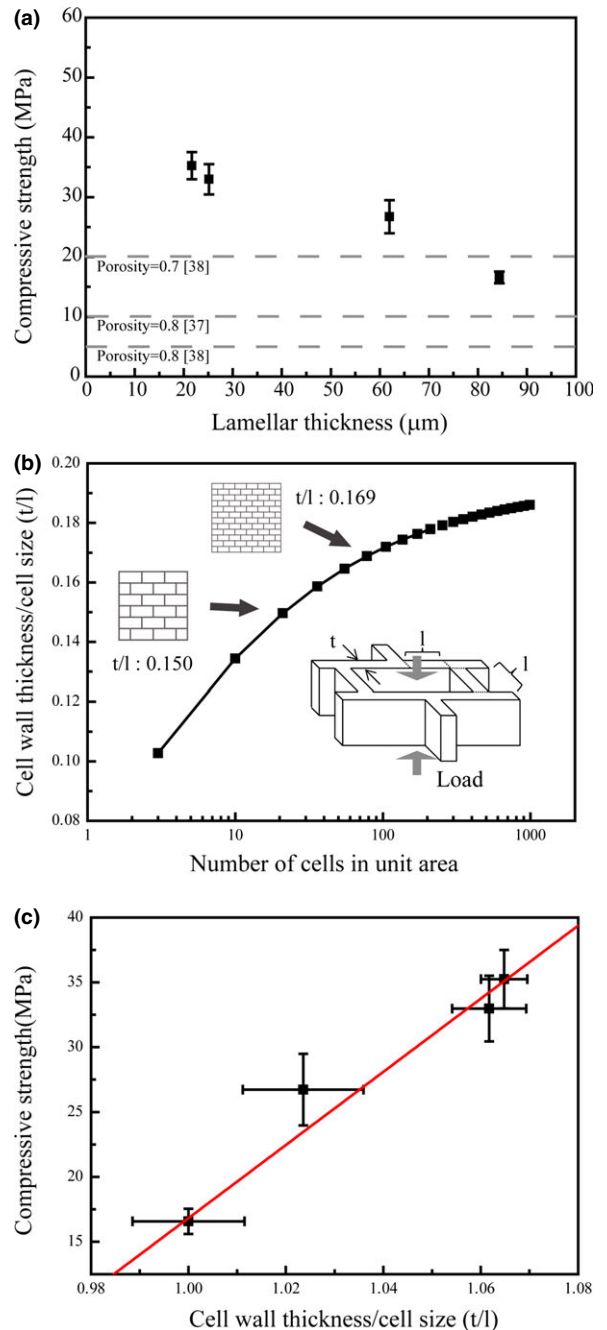 (a)
Compressive strength (MPa)
60
50
40
30
20
10
0
Porosity=0.7 [38]
Porosity=0.8 [37]
Porosity=0.8 [38]
0 10 20 30 40 50 60 70 80 90 100
Lamellar thickness (μm)
(b)
Cell wall thickness/cell size (t/l)
0.20
0.18
0.16
0.14
0.12
0.10
0.08
t/l : 0.169
t/l : 0.150
t
l
l
Load
1 10 100 1000
Number of cells in unit area
(c)
Compressive strength(MPa)
40
35
30
25
20
15
0.98 1.00 1.02 1.04 1.06 1.08
Cell wall thickness/cell size (t/l)